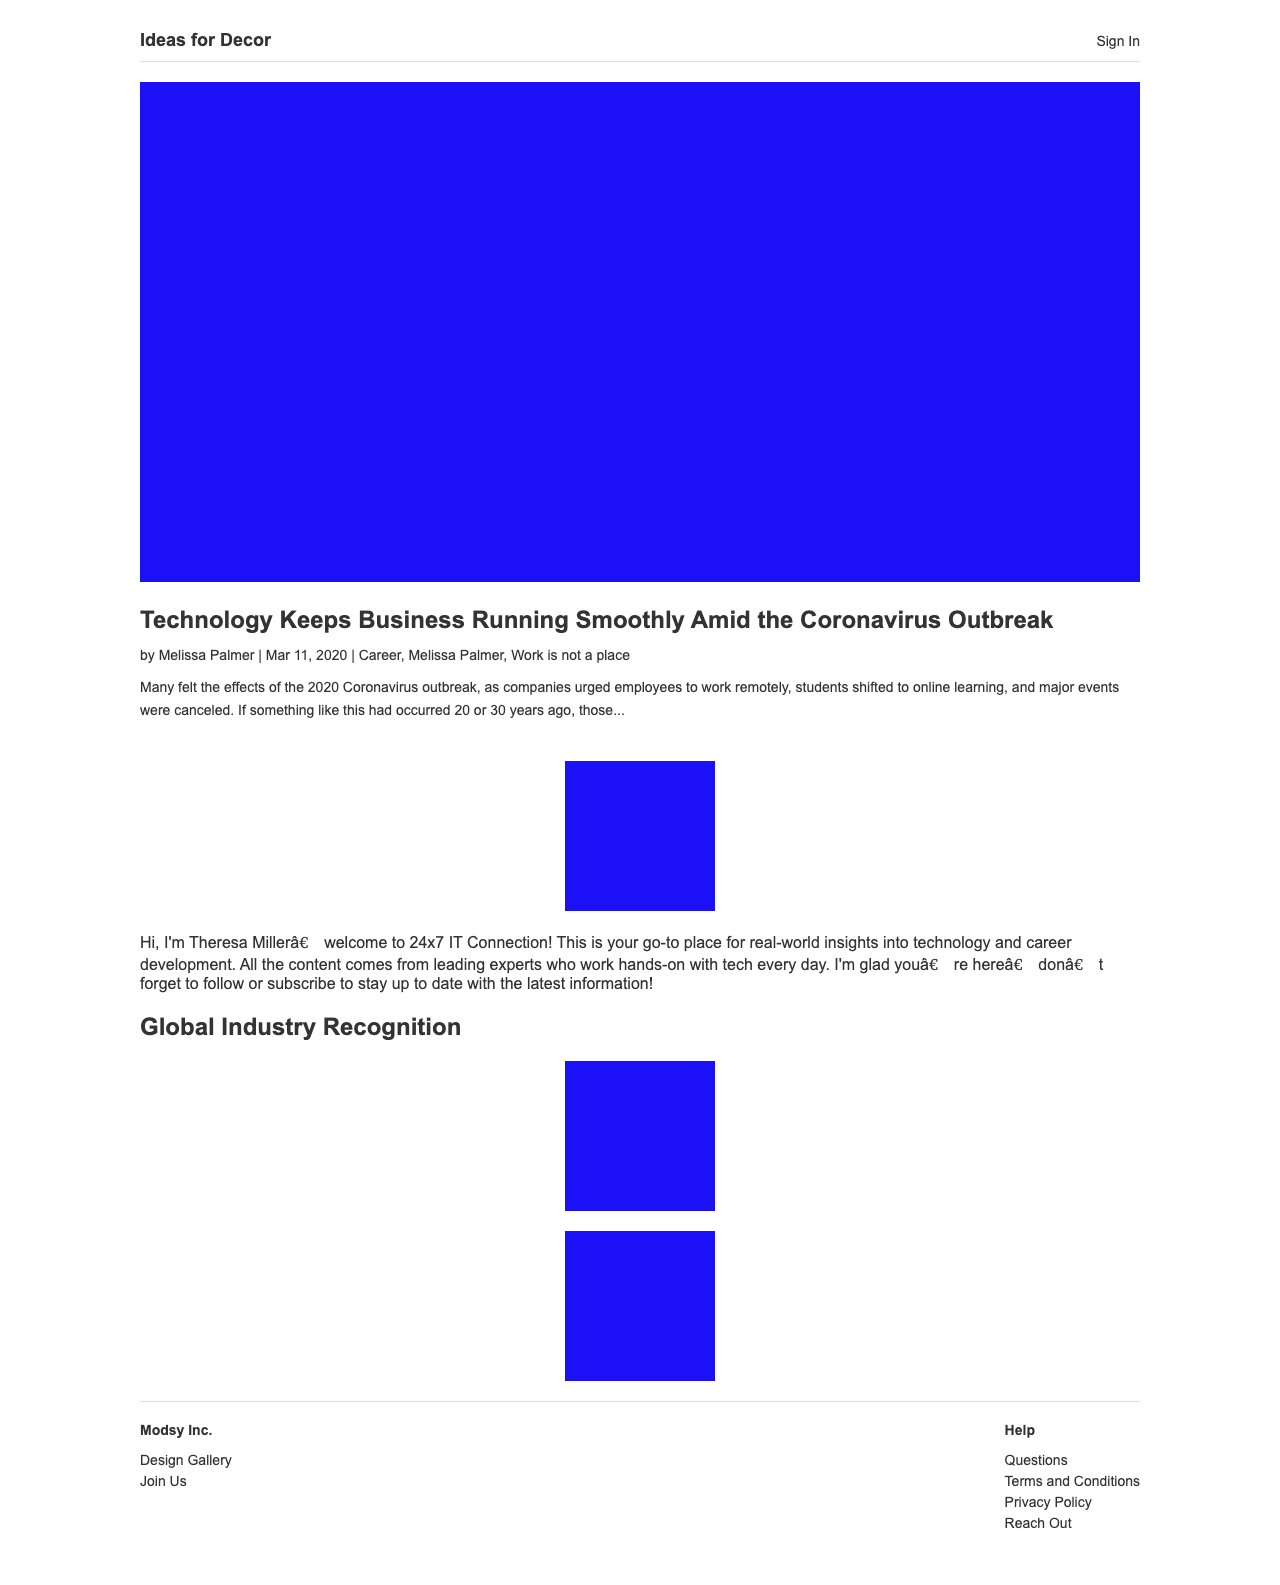 Ideas for Decor
Sign In
Technology Keeps Business Running Smoothly Amid the Coronavirus Outbreak
by Melissa Palmer | Mar 11, 2020 | Career, Melissa Palmer, Work is not a place
Many felt the effects of the 2020 Coronavirus outbreak, as companies urged employees to work remotely, students shifted to online learning, and major events
were canceled. If something like this had occurred 20 or 30 years ago, those...
Hi, I'm Theresa Millerâ€ welcome to 24x7 IT Connection! This is your go-to place for real-world insights into technology and career
development. All the content comes from leading experts who work hands-on with tech every day. I'm glad youâ€ re hereâ€ donâ€ t
forget to follow or subscribe to stay up to date with the latest information!
Global Industry Recognition
Modsy Inc.
Design Gallery
Join Us
Help
Questions
Terms and Conditions
Privacy Policy
Reach Out